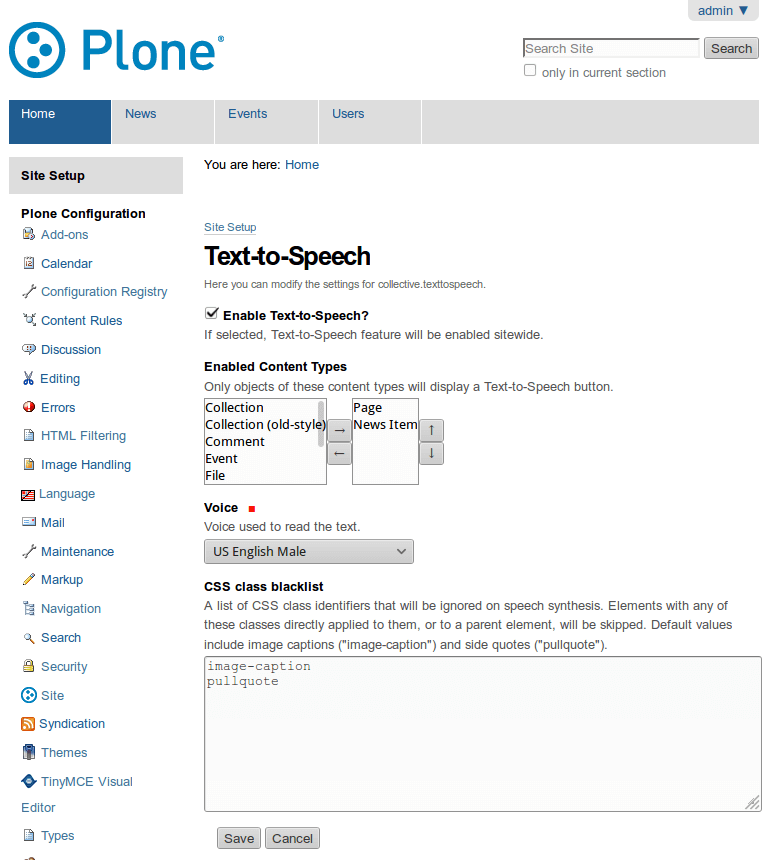 admin ▼
Plone®
Search Site
Search
only in current section
Home
News
Events
Users
Site Setup
Plone Configuration
Add-ons
Calendar
Configuration Registry
Content Rules
Discussion
Editing
Errors
HTML Filtering
Image Handling
Language
Mail
Maintenance
Markup
Navigation
Search
Security
Site
Syndication
Themes
TinyMCE Visual
Editor
Types
You are here: Home
Site Setup
Text-to-Speech
Here you can modify the settings for collective.texttospeech.
Enable Text-to-Speech?
If selected, Text-to-Speech feature will be enabled sitewide.
Enabled Content Types
Only objects of these content types will display a Text-to-Speech button.
Collection
Collection (old-style)
Comment
Event
File
→
←
Page
News Item
↑
↓
Voice
Voice used to read the text.
US English Male
CSS class blacklist
A list of CSS class identifiers that will be ignored on speech synthesis. Elements with any of
these classes directly applied to them, or to a parent element, will be skipped. Default values
include image captions ("image-caption") and side quotes ("pullquote").
image-caption
pullquote
Save
Cancel